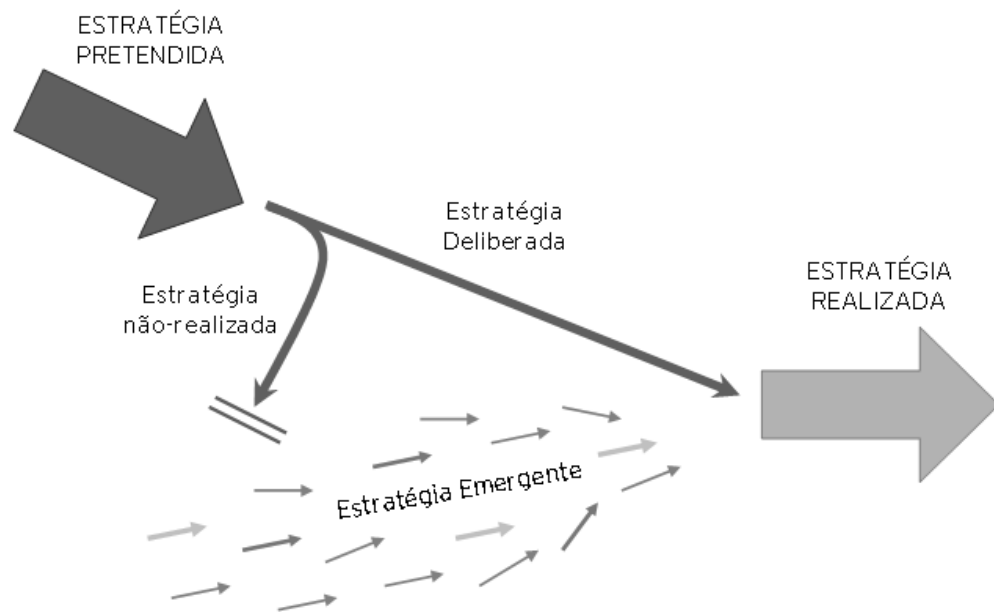 ESTRATÉGIA
PRETENDIDA
Estratégia
Deliberada
ESTRATÉGIA
REALIZADA
Estratégia
não-realizada
Estratégia Emergente